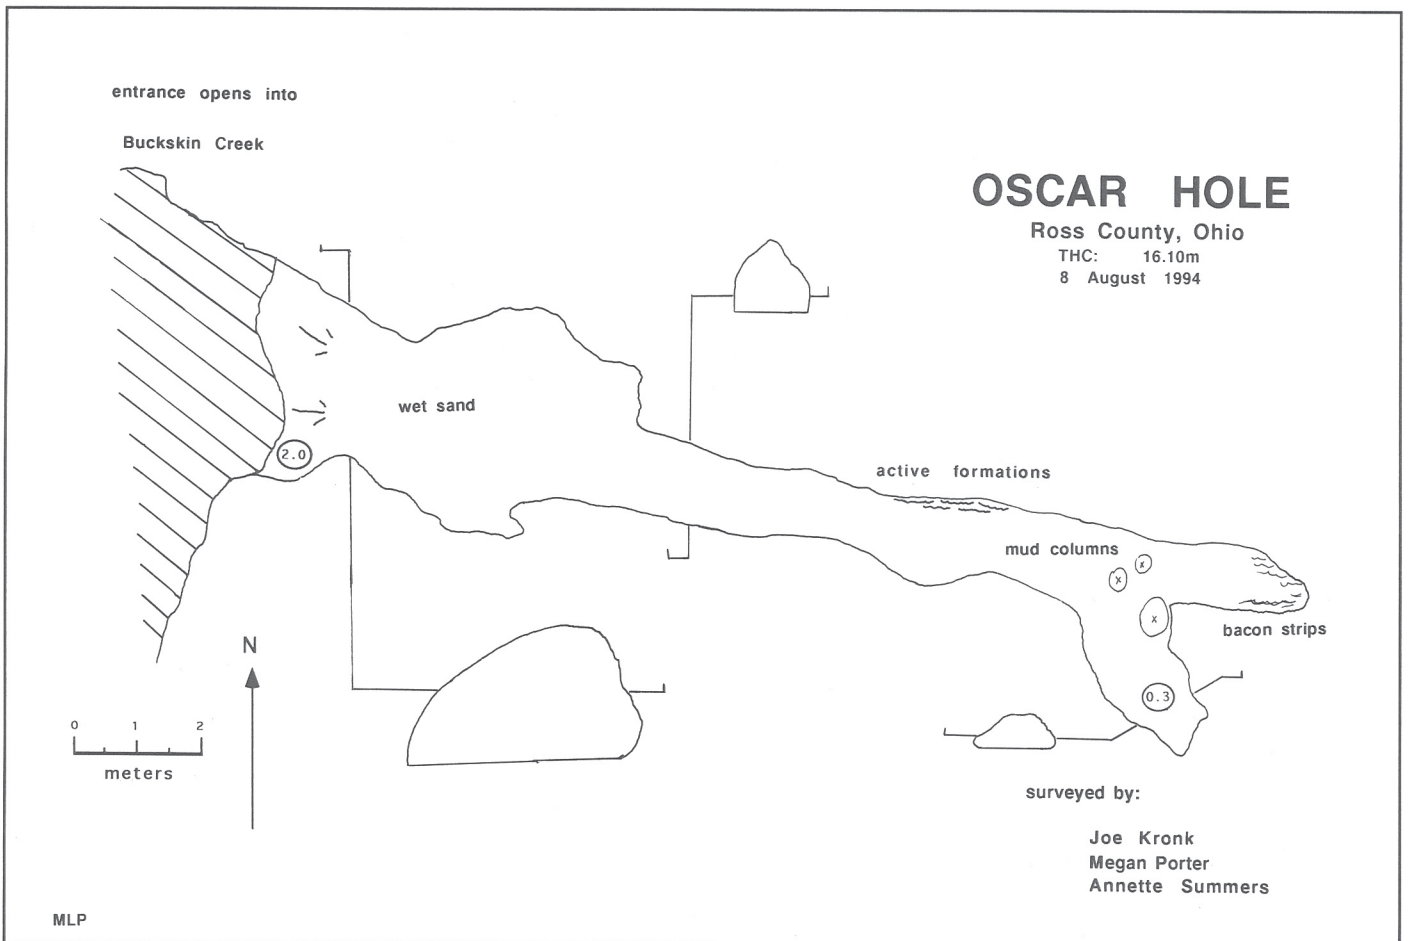 entrance opens into
Buckskin Creek
OSCAR HOLE
Ross County, Ohio
THC: 16.10m
8 August 1994
wet sand
2.0
active formations
mud columns
x
x
x
bacon strips
0.3
N
0 1 2
meters
surveyed by:
Joe Kronk
Megan Porter
Annette Summers
MLP